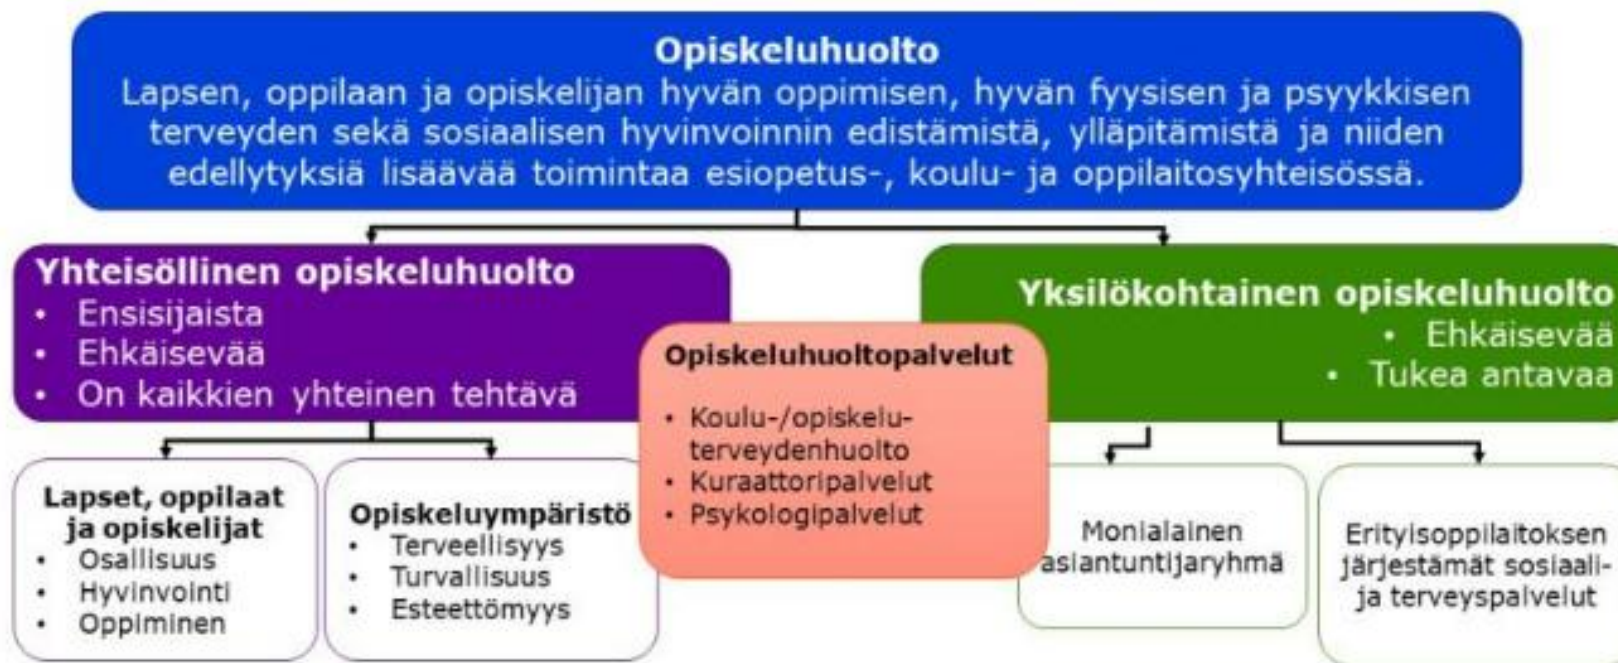 Opiskeluhuolto
Lapsen, oppilaan ja opiskelijan hyvän oppimisen, hyvän fyysisen ja psyykkisen
terveyden sekä sosiaalisen hyvinvoinnin edistämistä, ylläpitämistä ja niiden
edellytyksiä lisäävää toimintaa esiopetus-, koulu- ja oppilaitosyhteisössä.
Yhteisöllinen opiskeluhuolto
• Ensisijaista
• Ehkäisevää
• On kaikkien yhteinen tehtävä
Lapset, oppilaat
ja opiskelijat
• Osallisuus
• Hyvinvointi
• Oppiminen
Opiskeluympäristö
• Terveellisyys
• Turvallisuus
• Esteettömyys
Opiskeluhuoltopalvelut
• Koulu-/opiskelu-
terveydenhuolto
• Kuraattoripalvelut
• Psykologipalvelut
Yksilökohtainen opiskeluhuolto
• Ehkäisevää
• Tukea antavaa
Monialainen
asiantuntijaryhmä
Erityisoppilaitoksen
järjestämät sosiaali-
ja terveyspalvelut